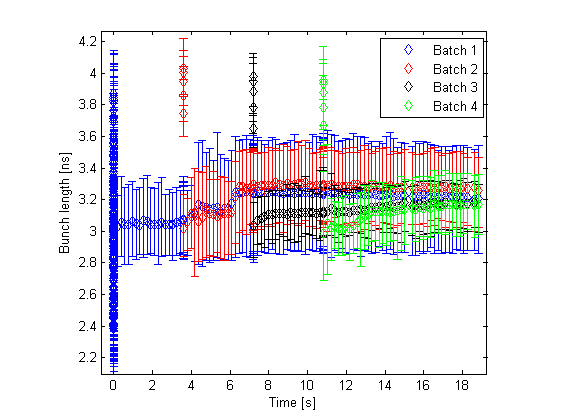 4.2
4
3.8
3.6
3.4
3.2
3
2.8
2.6
2.4
2.2
Bunch length [ns]
Batch 1
Batch 2
Batch 3
Batch 4
0 2 4 6 8 10 12 14 16 18
Time [s]